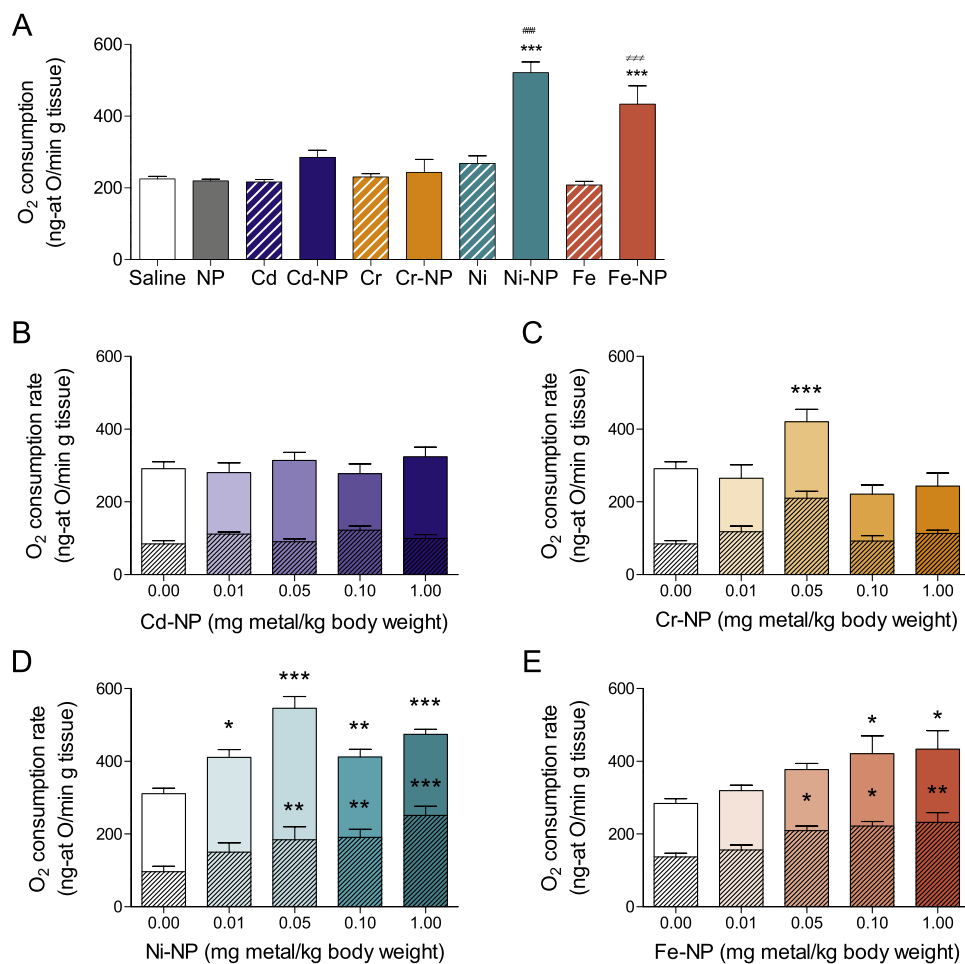 A
O2 consumption
(ng-at O/min g tissue)
600
400
200
0
##
***
≠≠≠
***
Saline NP Cd Cd-NP Cr Cr-NP Ni Ni-NP Fe Fe-NP
B
O2 consumption rate
(ng-at O/min g tissue)
600
400
200
0
0.00 0.01 0.05 0.10 1.00
Cd-NP (mg metal/kg body weight)
C
O2 consumption rate
(ng-at O/min g tissue)
600
400
200
0
***
0.00 0.01 0.05 0.10 1.00
Cr-NP (mg metal/kg body weight)
D
O2 consumption rate
(ng-at O/min g tissue)
600
400
200
0
* *** ** ***
** ** ***
0.00 0.01 0.05 0.10 1.00
Ni-NP (mg metal/kg body weight)
E
O2 consumption rate
(ng-at O/min g tissue)
600
400
200
0
* *
* * **
0.00 0.01 0.05 0.10 1.00
Fe-NP (mg metal/kg body weight)